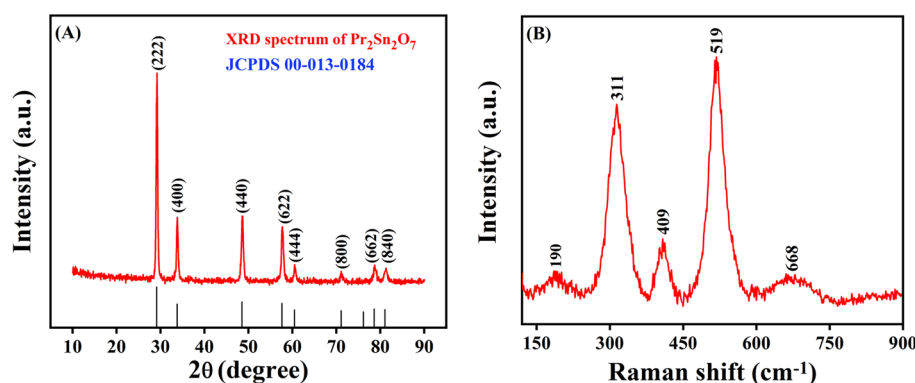 (A)
XRD spectrum of Pr₂Sn₂O₇
JCPDS 00-013-0184
(222)
(400)
(440)
(622)
(444)
(800)
(662)
(840)
Intensity (a.u.)
10 20 30 40 50 60 70 80 90
2θ (degree)
(B)
190
311
409
519
668
Intensity (a.u.)
150 300 450 600 750 900
Raman shift (cm⁻¹)